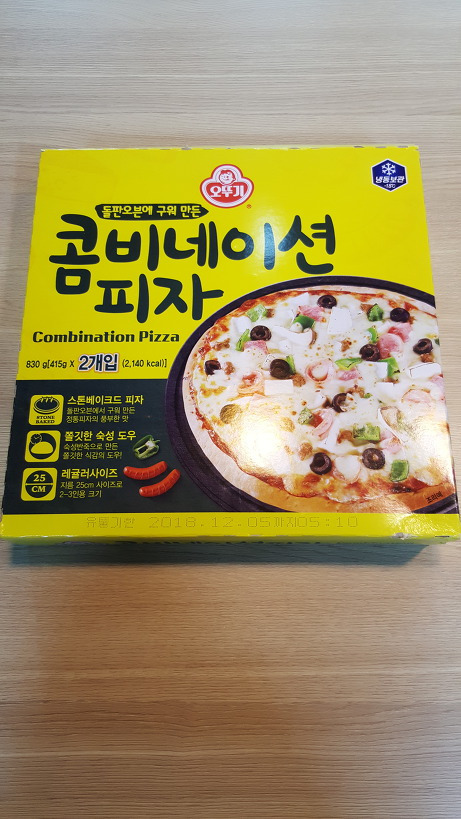 오뚜기
냉동보관
-18℃
돌판오븐에 구워 만든
콤비네이션
피자
Combination Pizza
830 g[415g X 2개입 (2,140 kcal)]
STONE BAKED
스톤베이크드 피자
돌판오븐에서 구워 만든
정통피자의 풍부한 맛
쫄깃한 숙성 도우
숙성반죽으로 만든
쫄깃한 식감의 도우!
25
CM
레귤러사이즈
지름 25cm 사이즈로
2~3인용 크기
조리예
유통기한 2018.12.05까지05:10